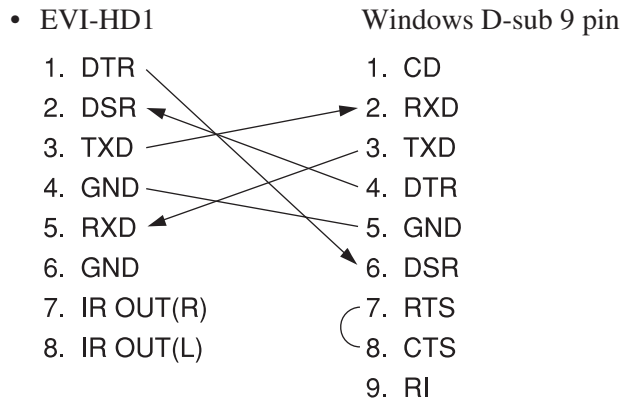 • EVI-HD1 Windows D-sub 9 pin
1. DTR 1. CD
2. DSR 2. RXD
3. TXD 3. TXD
4. GND 4. DTR
5. RXD 5. GND
6. GND 6. DSR
7. IR OUT(R) 7. RTS
8. IR OUT(L) 8. CTS
9. RI